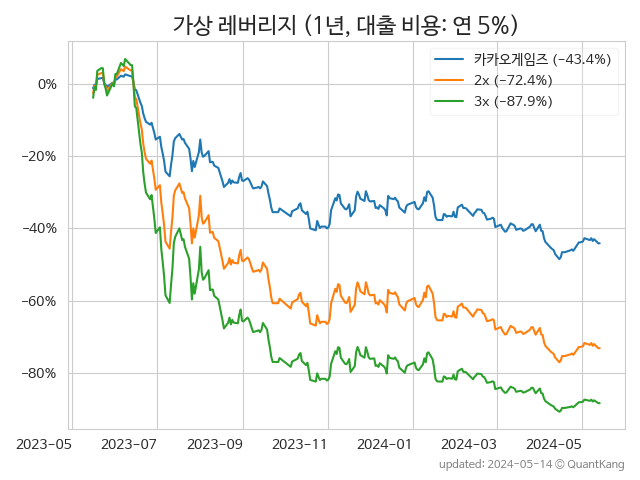 가상 레버리지 (1년, 대출 비용: 연 5%)
카카오게임즈 (−43.4%)
2x (−72.4%)
3x (−87.9%)
0%
−20%
−40%
−60%
−80%
2023−05 2023−07 2023−09 2023−11 2024−01 2024−03 2024−05
updated: 2024−05−14 © QuantKang